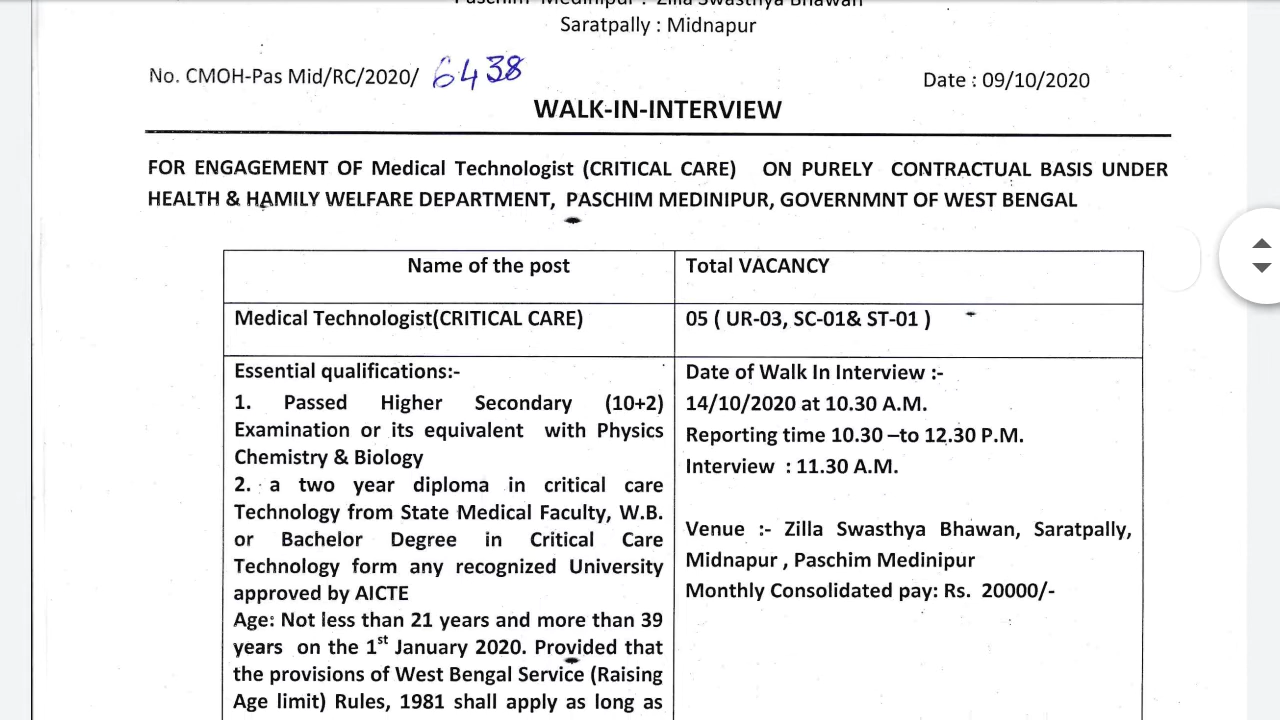 Paschim Medinipur : Zilla Swasthya Bhawan
Saratpally : Midnapur
No. CMOH-Pas Mid/RC/2020/ 6438
Date : 09/10/2020
WALK-IN-INTERVIEW
FOR ENGAGEMENT OF Medical Technologist (CRITICAL CARE) ON PURELY CONTRACTUAL BASIS UNDER
HEALTH & HAMILY WELFARE DEPARTMENT, PASCHIM MEDINIPUR, GOVERNMNT OF WEST BENGAL
Name of the post
Total VACANCY
Medical Technologist(CRITICAL CARE)
05 ( UR-03, SC-01& ST-01 )
Essential qualifications:-
1. Passed Higher Secondary (10+2)
Examination or its equivalent with Physics
Chemistry & Biology
2. a two year diploma in critical care
Technology from State Medical Faculty, W.B.
or Bachelor Degree in Critical Care
Technology form any recognized University
approved by AICTE
Age: Not less than 21 years and more than 39
years on the 1st January 2020. Provided that
the provisions of West Bengal Service (Raising
Age limit) Rules, 1981 shall apply as long as
Date of Walk In Interview :-
14/10/2020 at 10.30 A.M.
Reporting time 10.30 –to 12.30 P.M.
Interview : 11.30 A.M.
Venue :- Zilla Swasthya Bhawan, Saratpally,
Midnapur , Paschim Medinipur
Monthly Consolidated pay: Rs. 20000/-